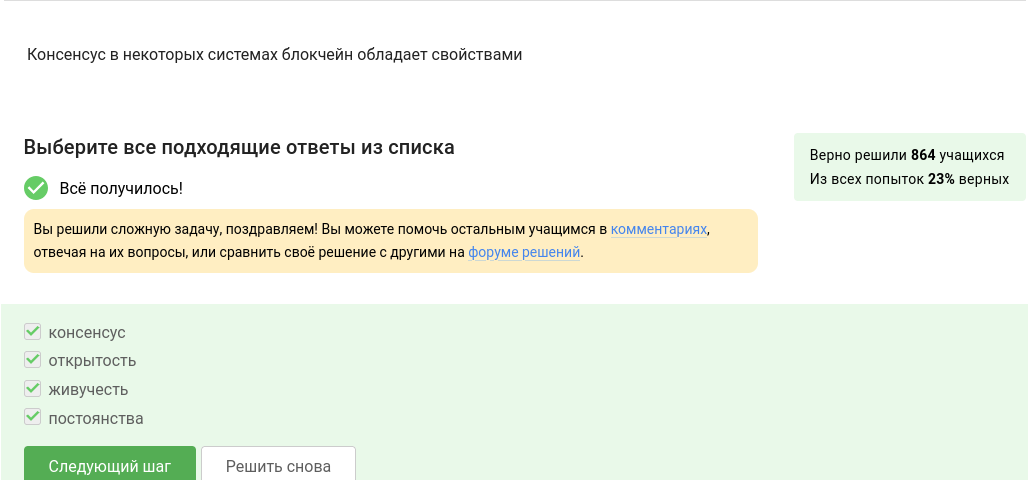 Консенсус в некоторых системах блокчейн обладает свойствами
Выберите все подходящие ответы из списка
Верно решили 864 учащихся
Из всех попыток 23% верных
Всё получилось!
Вы решили сложную задачу, поздравляем! Вы можете помочь остальным учащимся в комментариях,
отвечая на их вопросы, или сравнить своё решение с другими на форуме решений.
консенсус
открытость
живучесть
постоянства
Следующий шаг
Решить снова